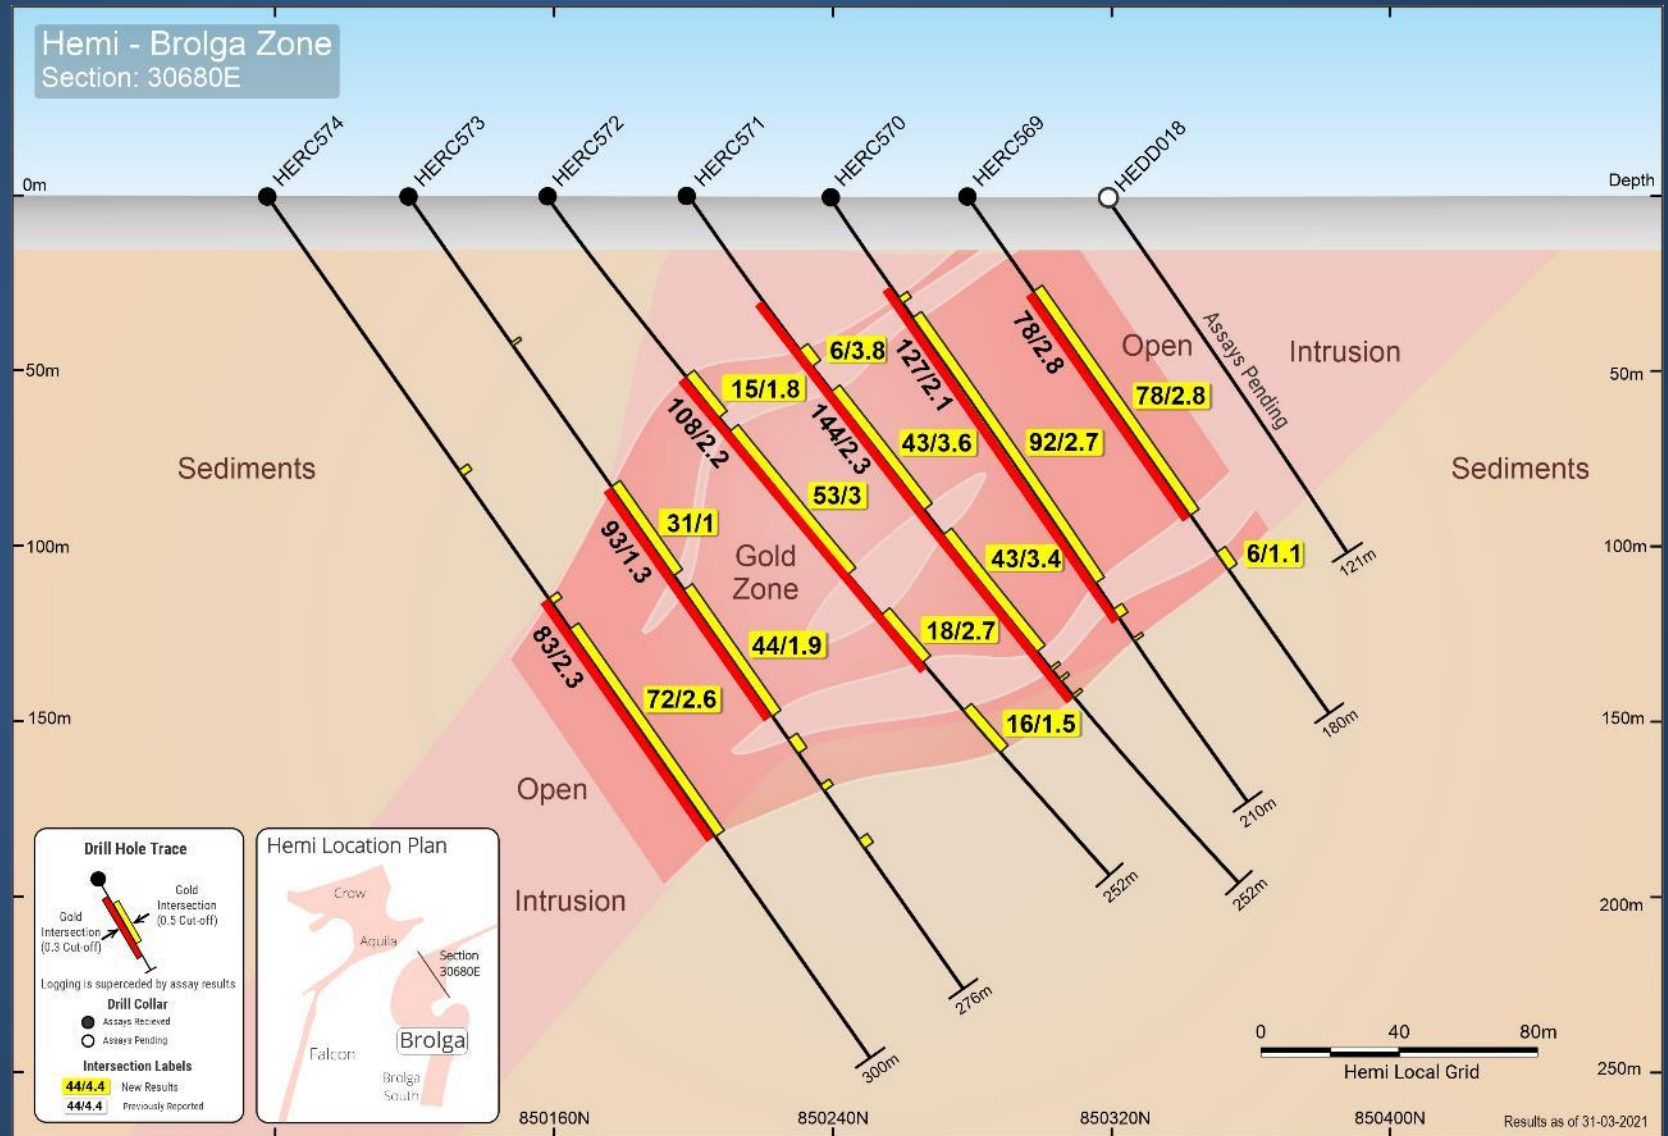 Hemi - Brolga Zone
Section: 30680E
HERC574
HERC573
HERC572
HERC571
HERC570
HERC569
HEDD018
0m
Depth
50m
50m
100m
100m
150m
150m
200m
250m
Sediments
Sediments
Intrusion
Intrusion
Open
Open
Gold
Zone
Assays Pending
6/3.8
15/1.8
108/2.2
144/2.3
127/2.1
78/2.8
78/2.8
43/3.6
92/2.7
53/3
31/1
93/1.3
43/3.4
6/1.1
83/2.3
44/1.9
18/2.7
72/2.6
16/1.5
121m
180m
210m
252m
252m
276m
300m
Drill Hole Trace
Gold
Intersection
(0.5 Cut-off)
Gold
Intersection
(0.3 Cut-off)
Logging is superceded by assay results
Drill Collar
Assays Recieved
Assays Pending
Intersection Labels
44/4.4 New Results
44/4.4 Previously Reported
Hemi Location Plan
Crow
Aquila
Section
30680E
Brolga
Falcon
Brolga
South
0 40 80m
Hemi Local Grid
850160N
850240N
850320N
850400N
Results as of 31-03-2021